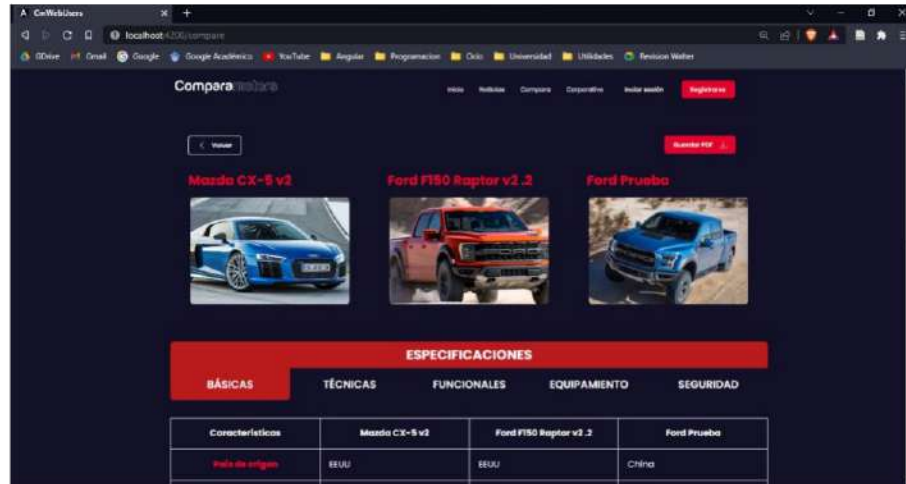 CmWebUsers
localhost:4200/compare
GDrive Gmail Google Google Académico YouTube Angular Programacion Ocio Universidad Utilidades Revision Walter
Comparamotors
Inicio Noticias Compara Corporativo Iniciar sesión Registrarse
Volver
Guardar PDF
Mazda CX-5 v2 Ford F150 Raptor v2 .2 Ford Prueba
ESPECIFICACIONES
BÁSICAS TÉCNICAS FUNCIONALES EQUIPAMIENTO SEGURIDAD
Características Mazda CX-5 v2 Ford F150 Raptor v2 .2 Ford Prueba
País de origen EEUU EEUU China